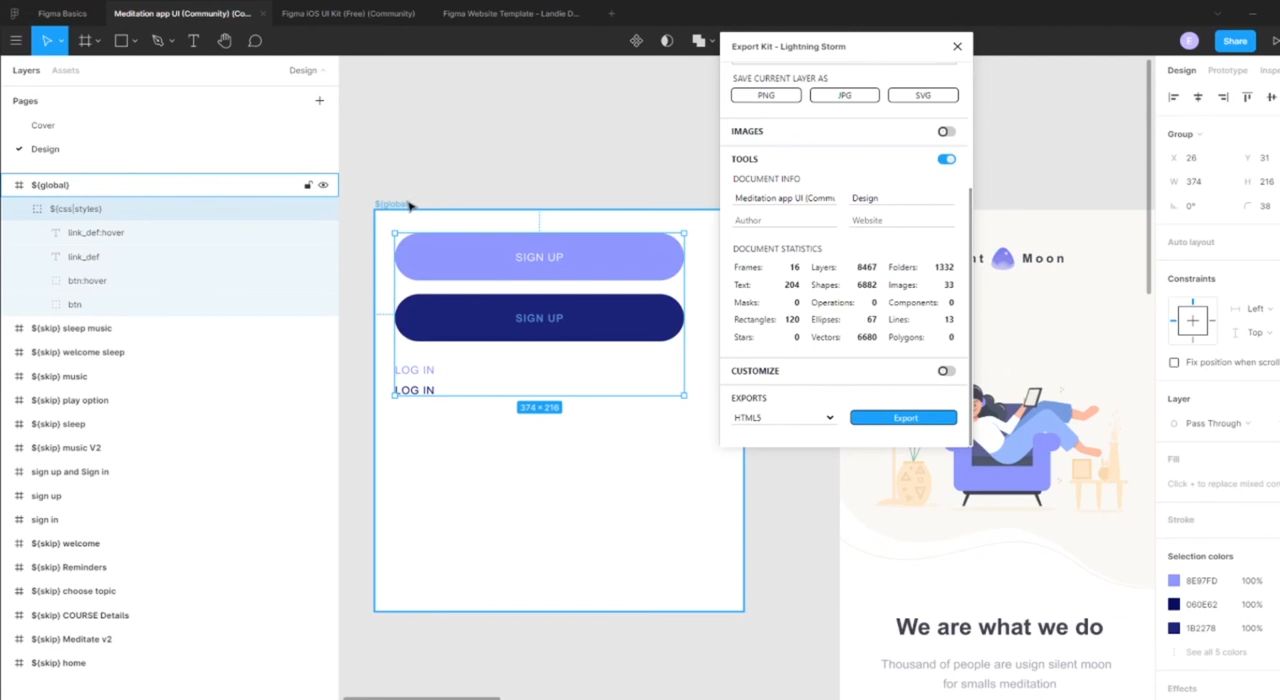 Figma Basics
Meditation app UI (Community) (Co...
Figma iOS UI Kit (Free) (Community)
Figma Website Template - Landie D...
Share
E
Layers
Assets
Design
Pages
Cover
Design
${global}
${css|styles}
link_def:hover
link_def
btn:hover
btn
${skip} sleep music
${skip} welcome sleep
${skip} music
${skip} play option
${skip} sleep
${skip} music V2
sign up and Sign in
sign up
sign in
${skip} welcome
${skip} Reminders
${skip} choose topic
${skip} COURSE Details
${skip} Meditate v2
${skip} home
${global}
SIGN UP
SIGN UP
LOG IN
LOG IN
374 × 216
Export Kit - Lightning Storm
SAVE CURRENT LAYER AS
PNG JPG SVG
IMAGES
TOOLS
DOCUMENT INFO
Meditation app UI (Commu Design
Author Website
DOCUMENT STATISTICS
Frames: 16 Layers: 8467 Folders: 1332
Text: 204 Shapes: 6882 Images: 33
Masks: 0 Operations: 0 Components: 0
Rectangles: 120 Ellipses: 67 Lines: 13
Stars: 0 Vectors: 6680 Polygons: 0
CUSTOMIZE
EXPORTS
HTML5 Export
nt Moon
We are what we do
Thousand of people are usign silent moon
for smalls meditation
Design Prototype Inspe
Group
X 26 Y 31
W 374 H 216
0° 38
Auto layout
Constraints
Left
Top
Fix position when scroll
Layer
Pass Through
Fill
Click + to replace mixed con
Stroke
Selection colors
8E97FD 100%
060E62 100%
1B2278 100%
See all 5 colors
Effects